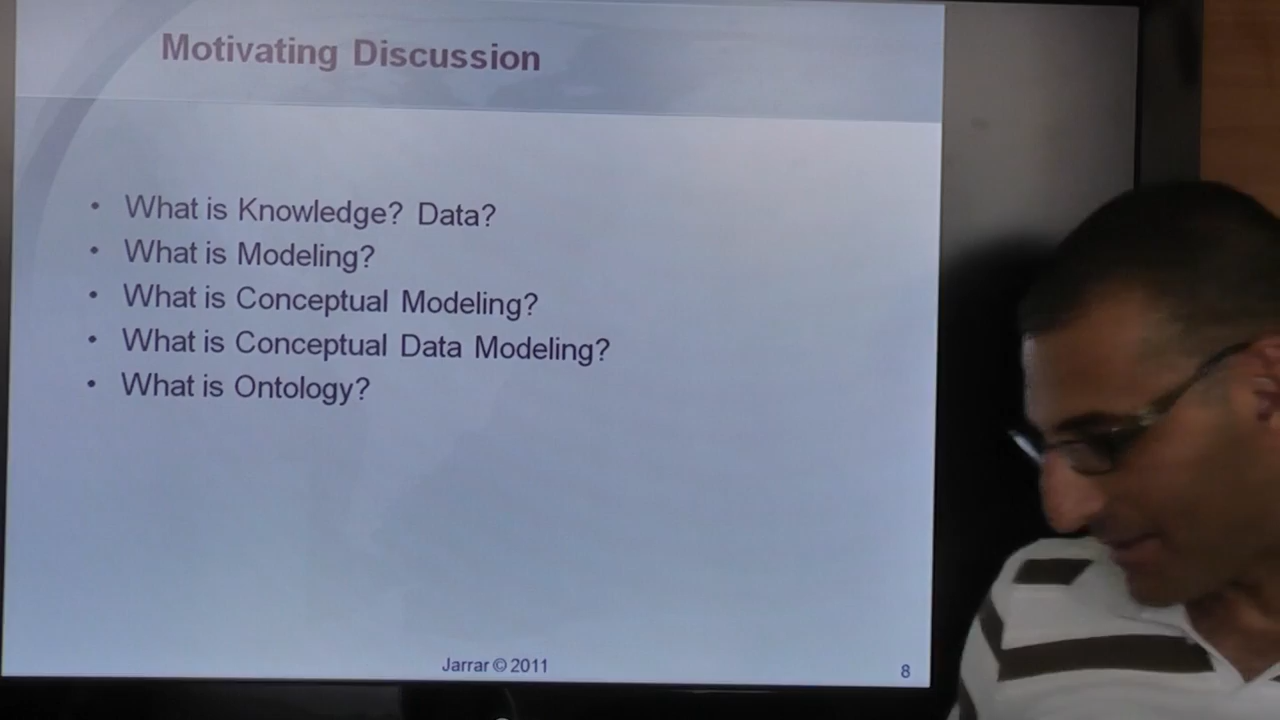 Motivating Discussion
• What is Knowledge? Data?
• What is Modeling?
• What is Conceptual Modeling?
• What is Conceptual Data Modeling?
• What is Ontology?
Jarrar © 2011
8